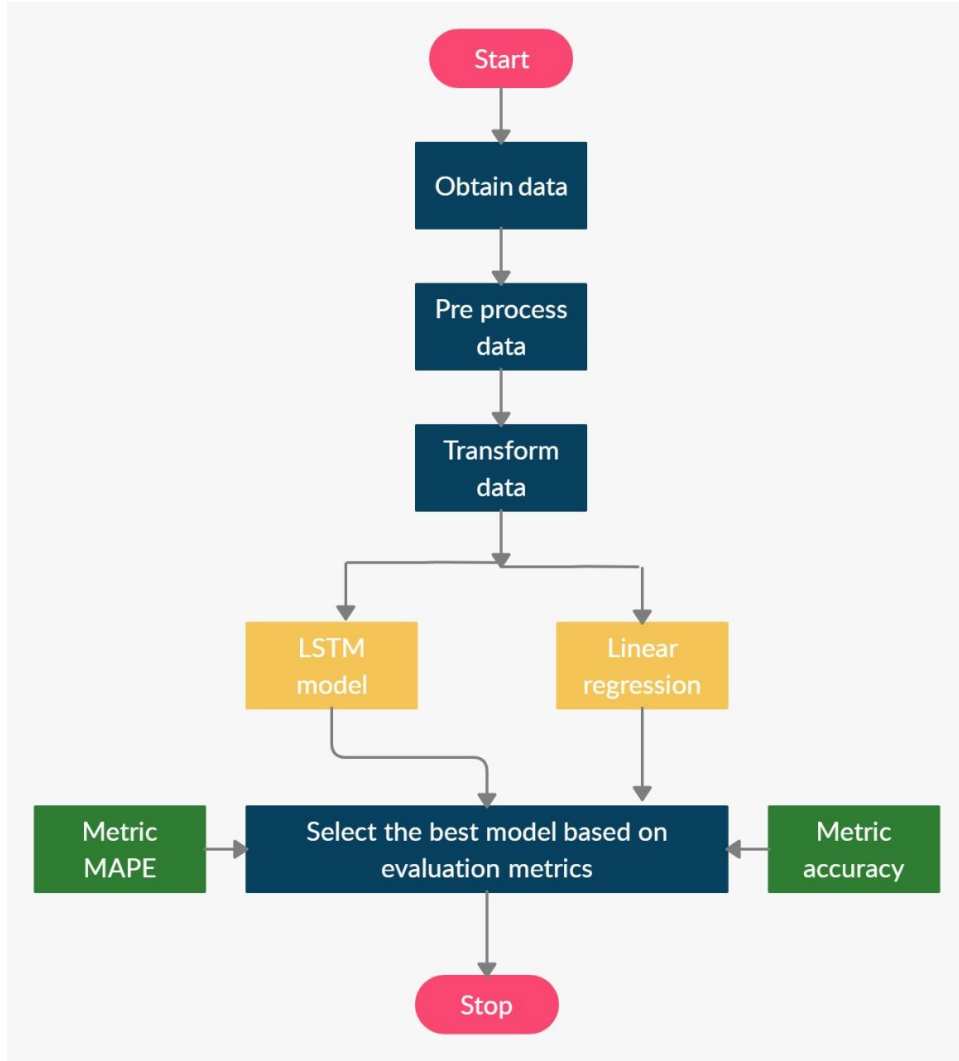 Start
Obtain data
Pre process
data
Transform
data
LSTM
model
Linear
regression
Metric
MAPE
Select the best model based on
evaluation metrics
Metric
accuracy
Stop